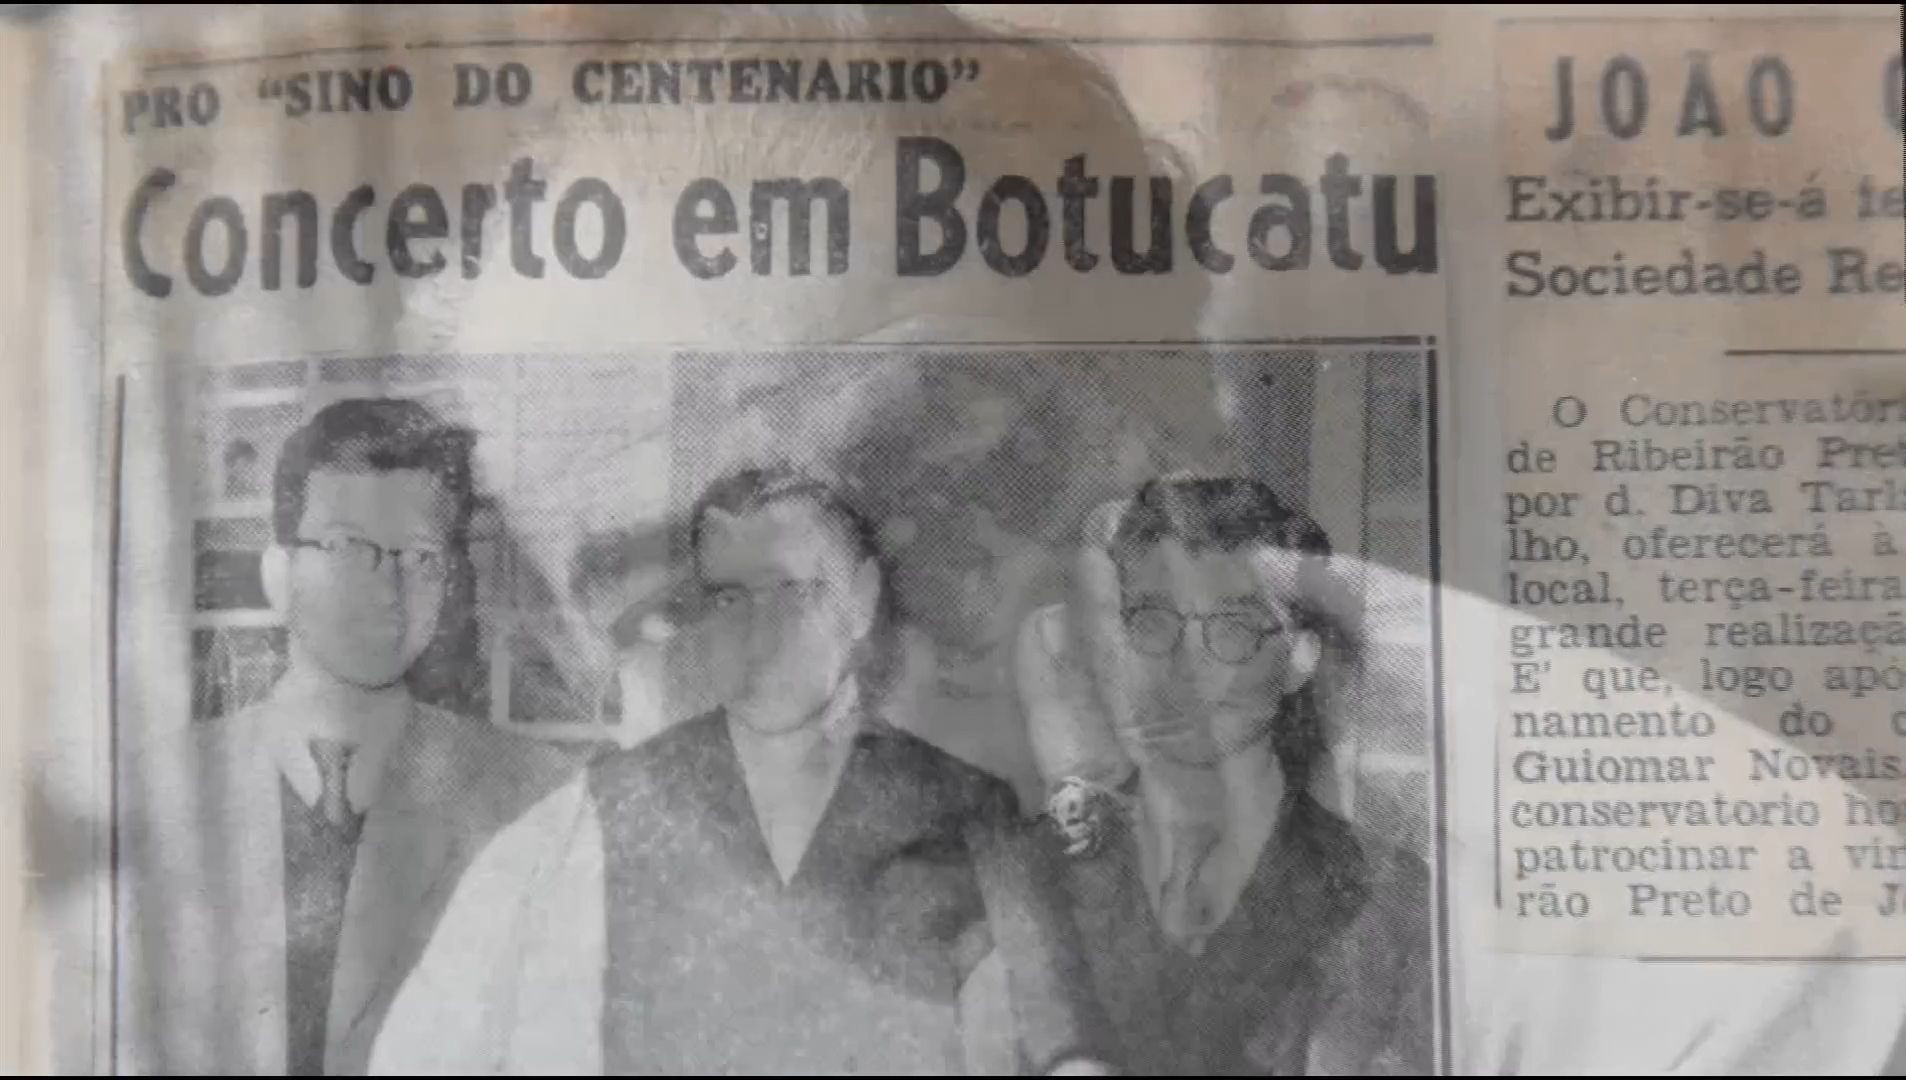 PRO "SINO DO CENTENARIO"
Concerto em Botucatu
JOÃO
Exibir-se-á
Sociedade
O
de Ribeirão
por d. Diva
lho, oferecerá à
local, terça-feira
grande
E' que, logo
namento do
Guiomar Novais
conservatorio
patrocinar a
rão Preto de